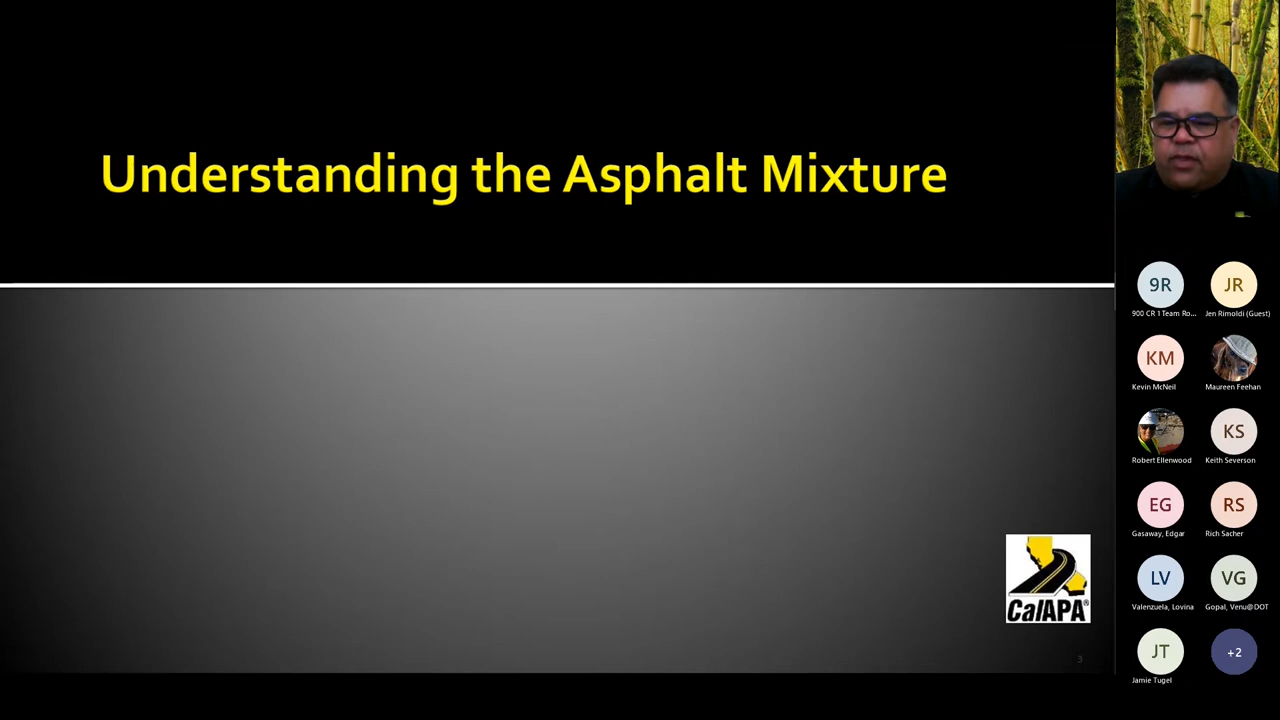 Understanding the Asphalt Mixture
CalAPA®
3
9R
JR
900 CR 1 Team Ro...
Jen Rimoldi (Guest)
KM
Kevin McNeil
Maureen Feehan
KS
Robert Ellenwood
Keith Severson
EG
RS
Gasaway, Edgar
Rich Sacher
LV
VG
Valenzuela, Lovina
Gopal, Venu@DOT
JT
+2
Jamie Tugel